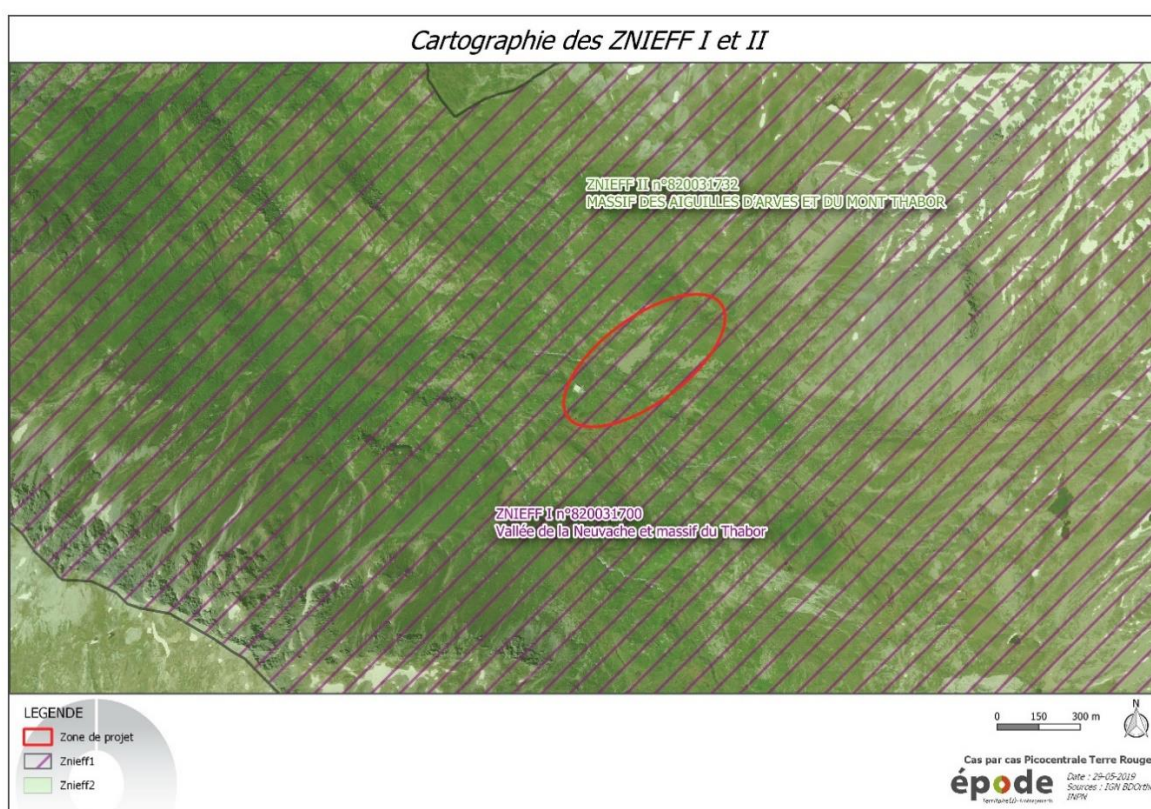 Cartographie des ZNIEFF I et II
ZNIEFF II n°820031732
MASSIF DES AIGUILLES D'ARVES ET DU MONT THABOR
ZNIEFF I n°820031700
Vallée de la Neuvache et massif du Thabor
LEGENDE
Zone de projet
Znieff1
Znieff2
0 150 300 m
N
Cas par cas Picocentrale Terre Rouge
épode
Date : 29-05-2019
Sources : IGN BDOrtho
INPN